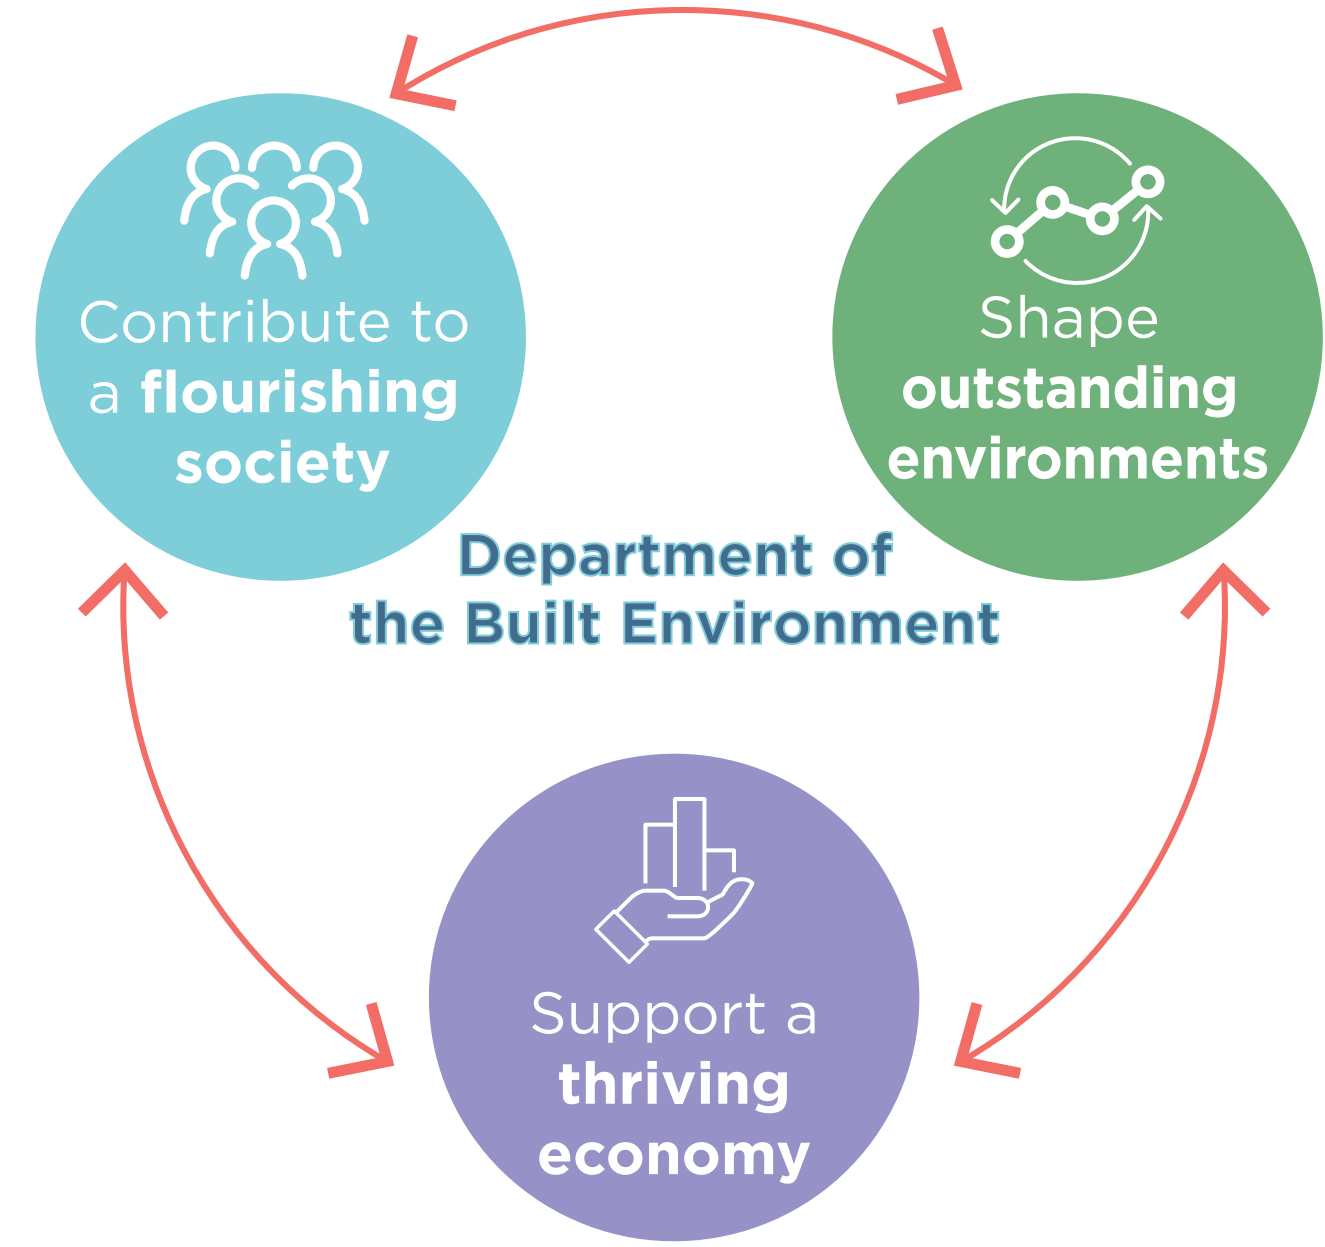 Contribute to
a flourishing
society
Shape
outstanding
environments
Department of
the Built Environment
Support a
thriving
economy